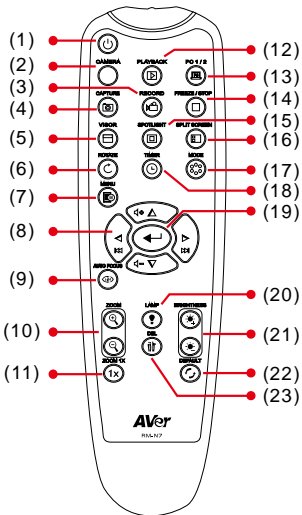 (1)
(2)
(3)
(4)
(5)
(6)
(7)
(8)
(9)
(10)
(11)
CAMERA
PLAYBACK
PC 1 / 2
CAPTURE
RECORD
FREEZE / STOP
VISOR
SPOTLIGHT
SPLIT SCREEN
ROTATE
TIMER
MODE
MENU
AUTO FOCUS
ZOOM
LAMP
BRIGHTNESS
DEL
ZOOM 1X
DEFAULT
1x
AVer
RM-N7
(12)
(13)
(14)
(15)
(16)
(17)
(18)
(19)
(20)
(21)
(22)
(23)